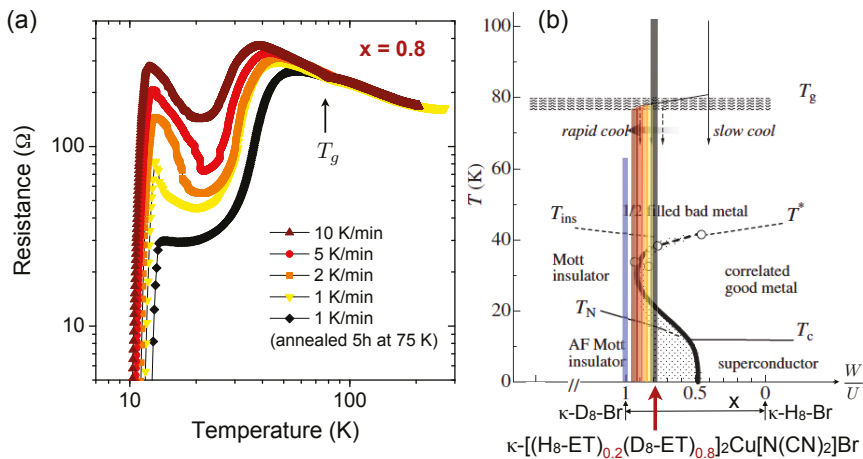 (a)
x = 0.8
Resistance (Ω)
100
10
T_g
10 K/min
5 K/min
2 K/min
1 K/min
1 K/min
(annealed 5h at 75 K)
10
100
Temperature (K)
(b)
T (K)
100
80
60
40
20
0
T_g
rapid cool
slow cool
1/2 filled bad metal
T_ins
T*
Mott
insulator
correlated
good metal
T_N
T_c
AF Mott
insulator
superconductor
W/U
//
1
0.5
0
x
κ-D₈-Br
κ-H₈-Br
κ-[(H₈-ET)₀.₂(D₈-ET)₀.₈]₂Cu[N(CN)₂]Br